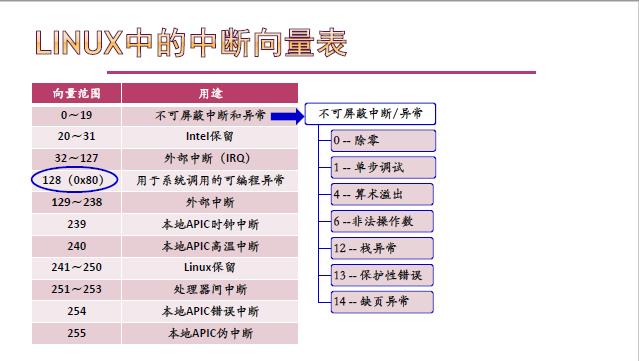 LINUX中的中断向量表
向量范围 用途
0～19 不可屏蔽中断和异常
20～31 Intel保留
32～127 外部中断（IRQ）
128（0x80） 用于系统调用的可编程异常
129～238 外部中断
239 本地APIC时钟中断
240 本地APIC高温中断
241～250 Linux保留
251～253 处理器间中断
254 本地APIC错误中断
255 本地APIC伪中断
不可屏蔽中断/异常
0 -- 除零
1 -- 单步调试
4 -- 算术溢出
6 --非法操作数
12 -- 栈异常
13 -- 保护性错误
14 -- 缺页异常